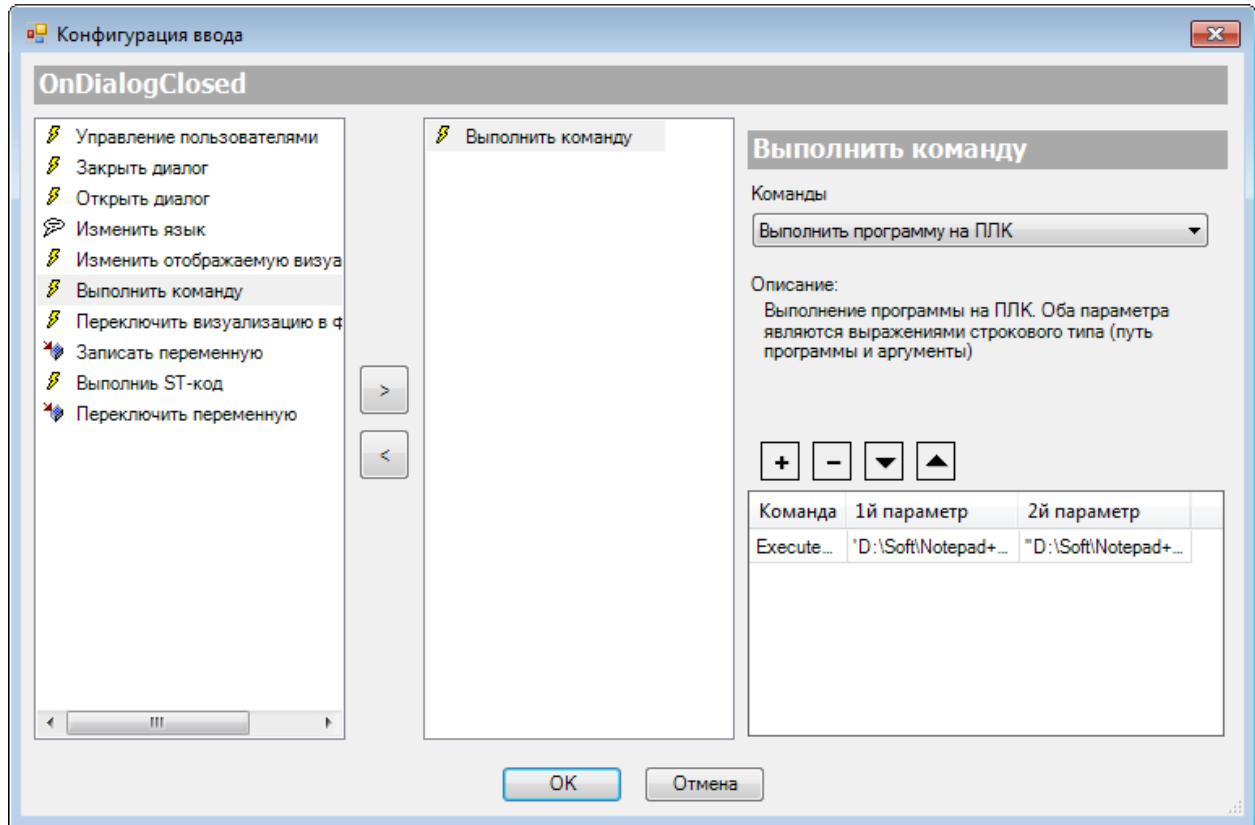 Конфигурация ввода
OnDialogClosed
Управление пользователями
Закрыть диалог
Открыть диалог
Изменить язык
Изменить отображаемую визуа
Выполнить команду
Переключить визуализацию в ф
Записать переменную
Выполниь ST-код
Переключить переменную
>
<
Выполнить команду
Выполнить команду
Команды
Выполнить программу на ПЛК
Описание:
Выполнение программы на ПЛК. Оба параметра
являются выражениями строкового типа (путь
программы и аргументы)
+ −
Команда 1й параметр 2й параметр
Execute... 'D:\Soft\Notepad+... "'D:\Soft\Notepad+...
OK Отмена